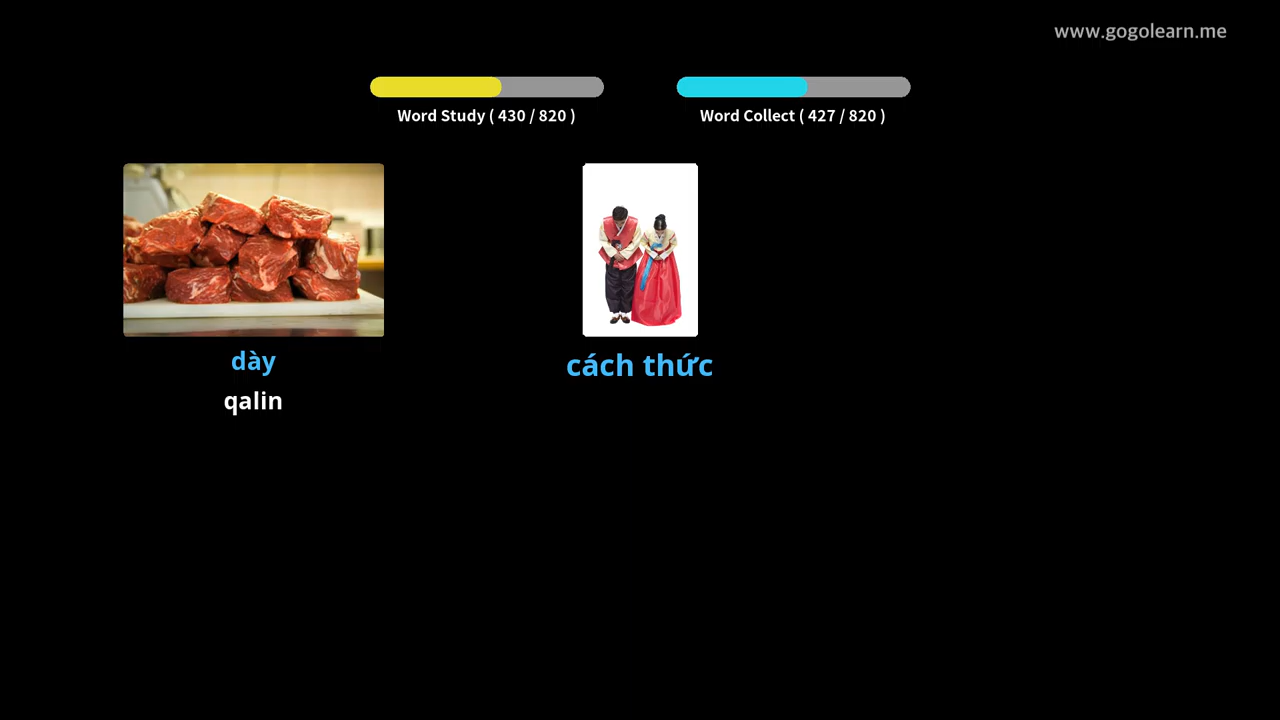 www.gogolearn.me
Word Study ( 430 / 820 )
Word Collect ( 427 / 820 )
dày
qalin
cách thức